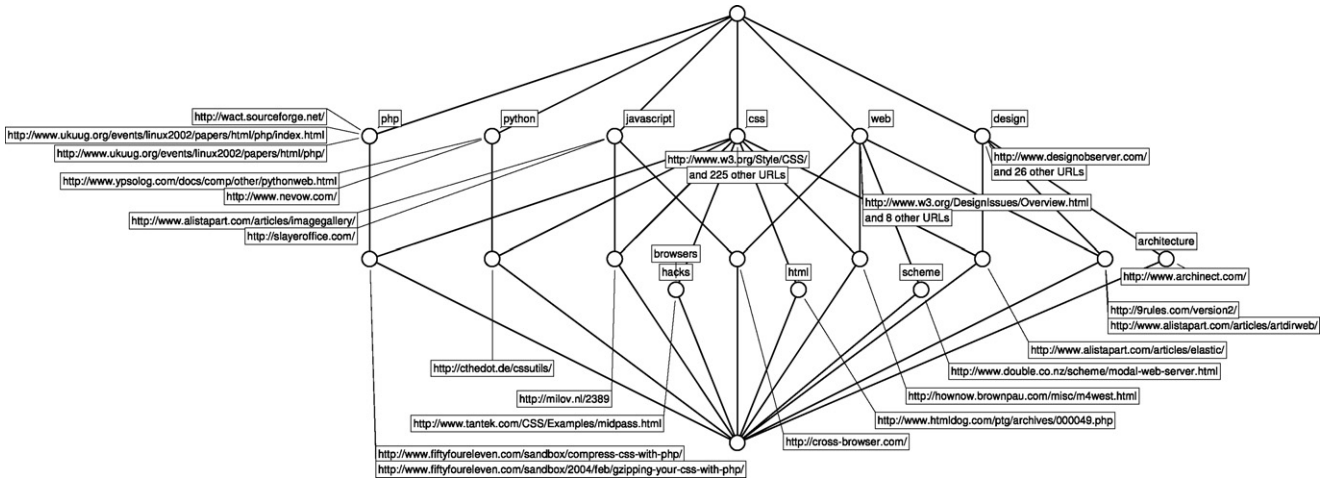 http://wact.sourceforge.net/
php
python
javascript
css
web
design
http://www.ukuug.org/events/linux2002/papers/html/php/index.html
http://www.ukuug.org/events/linux2002/papers/html/php/
http://www.w3.org/Style/CSS/
and 225 other URLs
http://www.designobserver.com/
and 26 other URLs
http://www.ypsolog.com/docs/comp/other/pythonweb.html
http://www.nevow.com/
http://www.w3.org/DesignIssues/Overview.html
and 8 other URLs
http://www.alistapart.com/articles/imagegallery/
http://slayeroffice.com/
architecture
browsers
hacks
html
scheme
http://www.archinect.com/
http://9rules.com/version2/
http://www.alistapart.com/articles/artdirweb/
http://www.alistapart.com/articles/elastic/
http://cthedot.de/cssutils/
http://www.double.co.nz/scheme/modal-web-server.html
http://milov.nl/2389
http://hownow.brownpau.com/misc/m4west.html
http://www.tantek.com/CSS/Examples/midpass.html
http://www.htmldog.com/ptg/archives/000049.php
http://cross-browser.com/
http://www.fiftyfoureleven.com/sandbox/compress-css-with-php/
http://www.fiftyfoureleven.com/sandbox/2004/feb/gzipping-your-css-with-php/